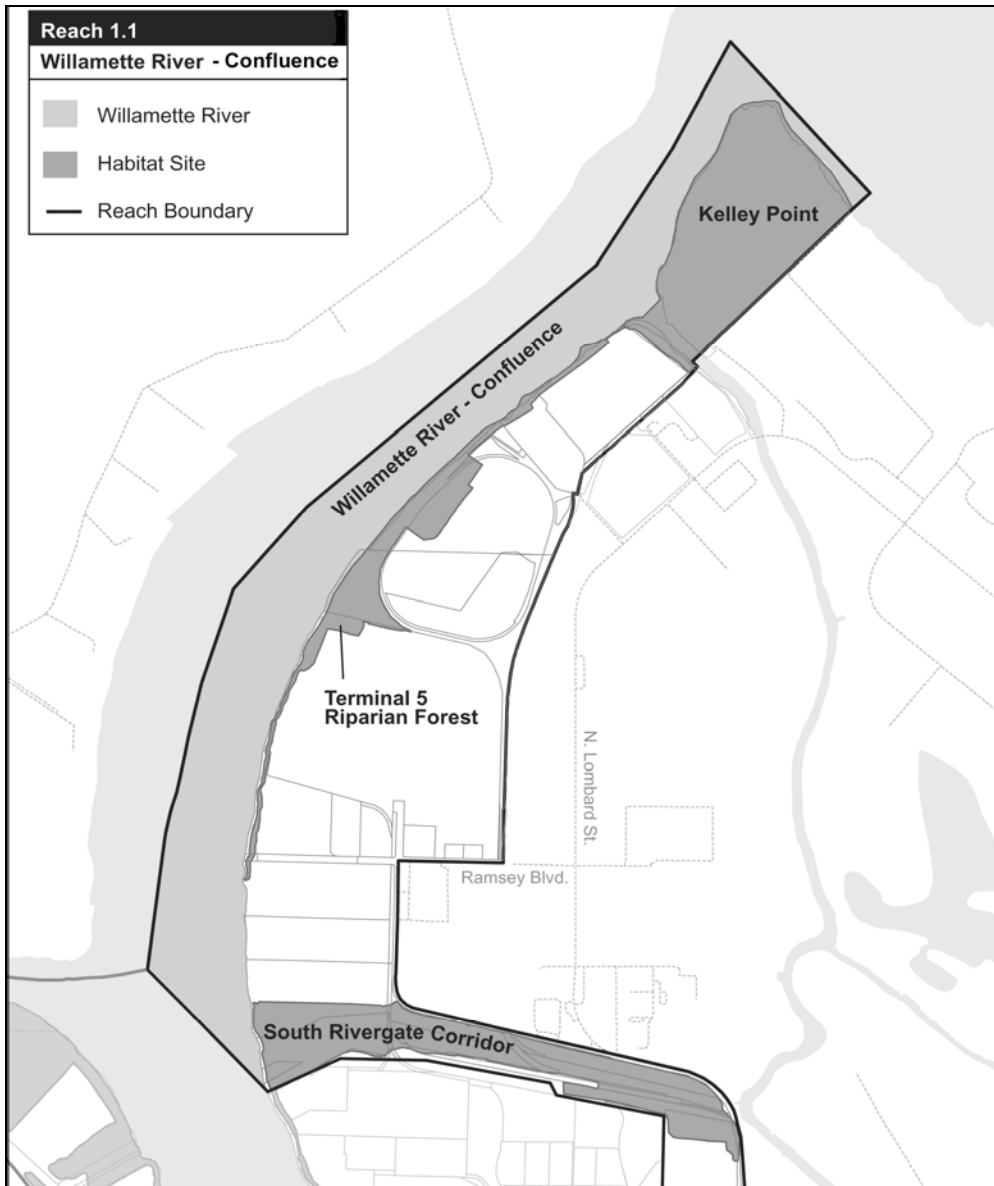 Reach 1.1
Willamette River - Confluence
Willamette River
Habitat Site
Reach Boundary
Kelley Point
Willamette River - Confluence
Terminal 5
Riparian Forest
N. Lombard St.
Ramsey Blvd.
South Rivergate Corridor